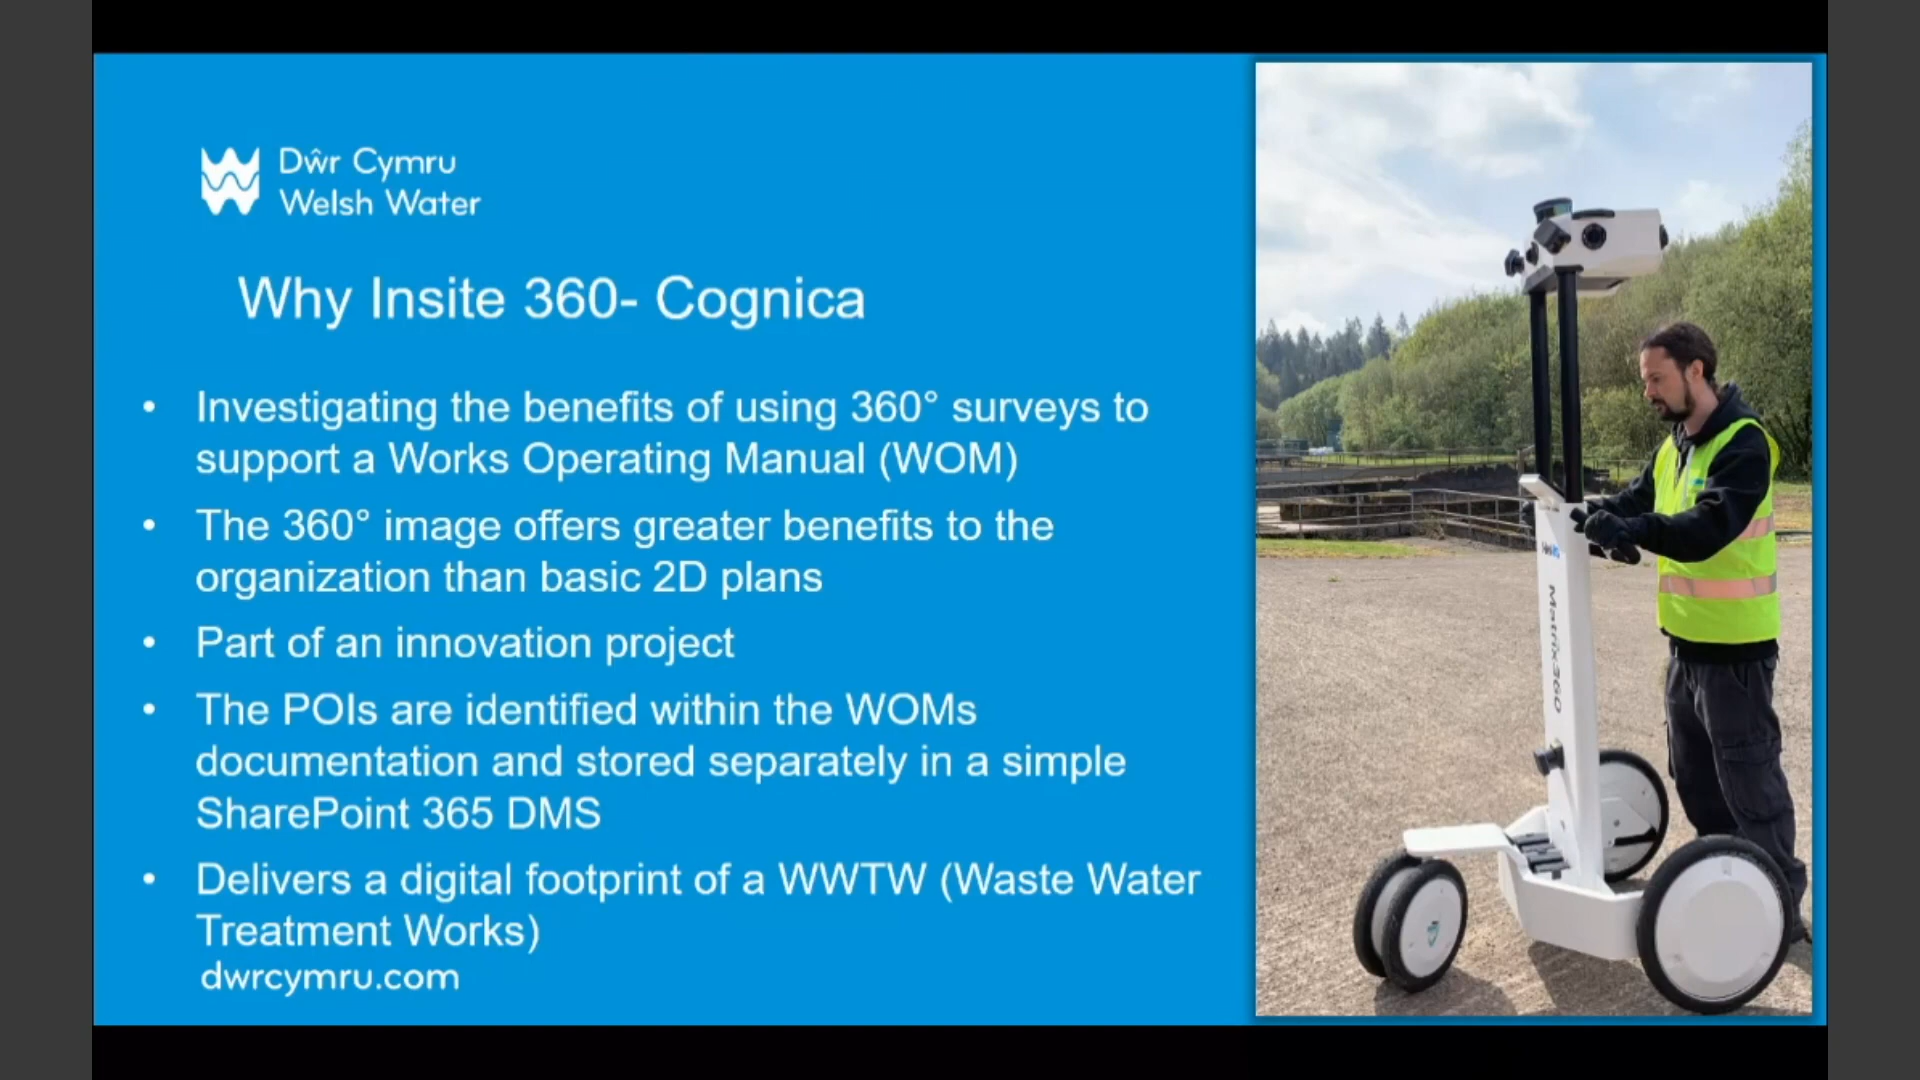 Dŵr Cymru
Welsh Water
Why Insite 360- Cognica
• Investigating the benefits of using 360° surveys to
support a Works Operating Manual (WOM)
• The 360° image offers greater benefits to the
organization than basic 2D plans
• Part of an innovation project
• The POIs are identified within the WOMs
documentation and stored separately in a simple
SharePoint 365 DMS
• Delivers a digital footprint of a WWTW (Waste Water
Treatment Works)
dwrcymru.com
Matrix360